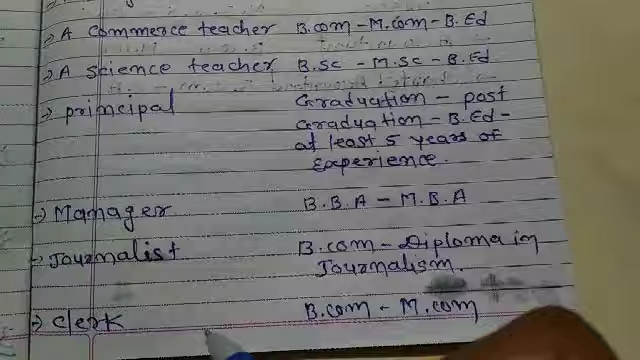 → A commerce teacher B.com - M.com - B.Ed
→ A science teacher B.sc - M.sc - B.Ed
→ principal Graduation - post
Graduation - B.Ed -
at least 5 years of
Experience.
→ Manager B.B.A - M.B.A
→ Journalist B.com - Diploma in
Journalism.
→ clerk B.com - M.com